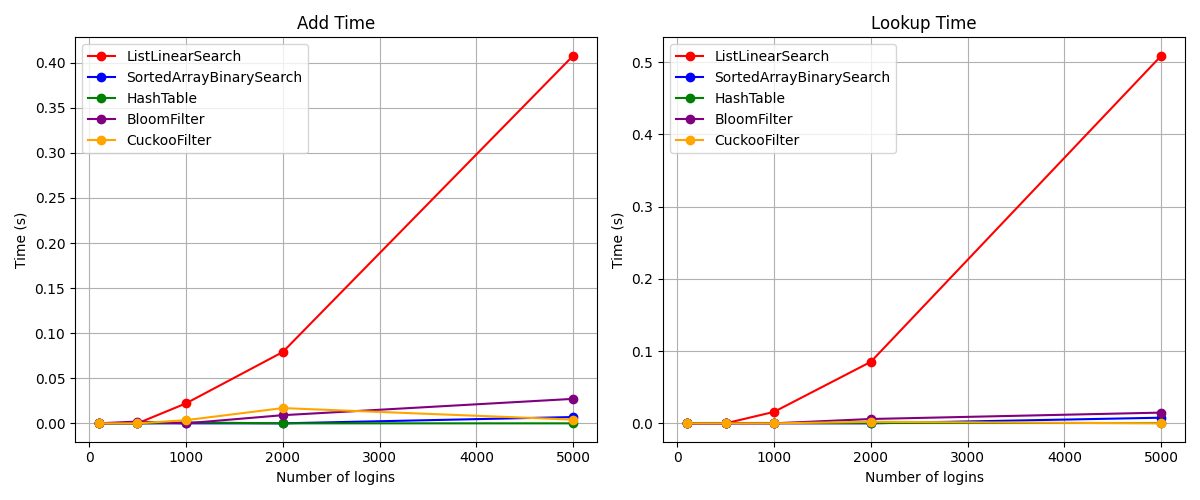 Add Time
ListLinearSearch
SortedArrayBinarySearch
HashTable
BloomFilter
CuckooFilter
0.40
0.35
0.30
0.25
0.20
0.15
0.10
0.05
0.00
Time (s)
0 1000 2000 3000 4000 5000
Number of logins
Lookup Time
ListLinearSearch
SortedArrayBinarySearch
HashTable
BloomFilter
CuckooFilter
0.5
0.4
0.3
0.2
0.1
0.0
Time (s)
0 1000 2000 3000 4000 5000
Number of logins